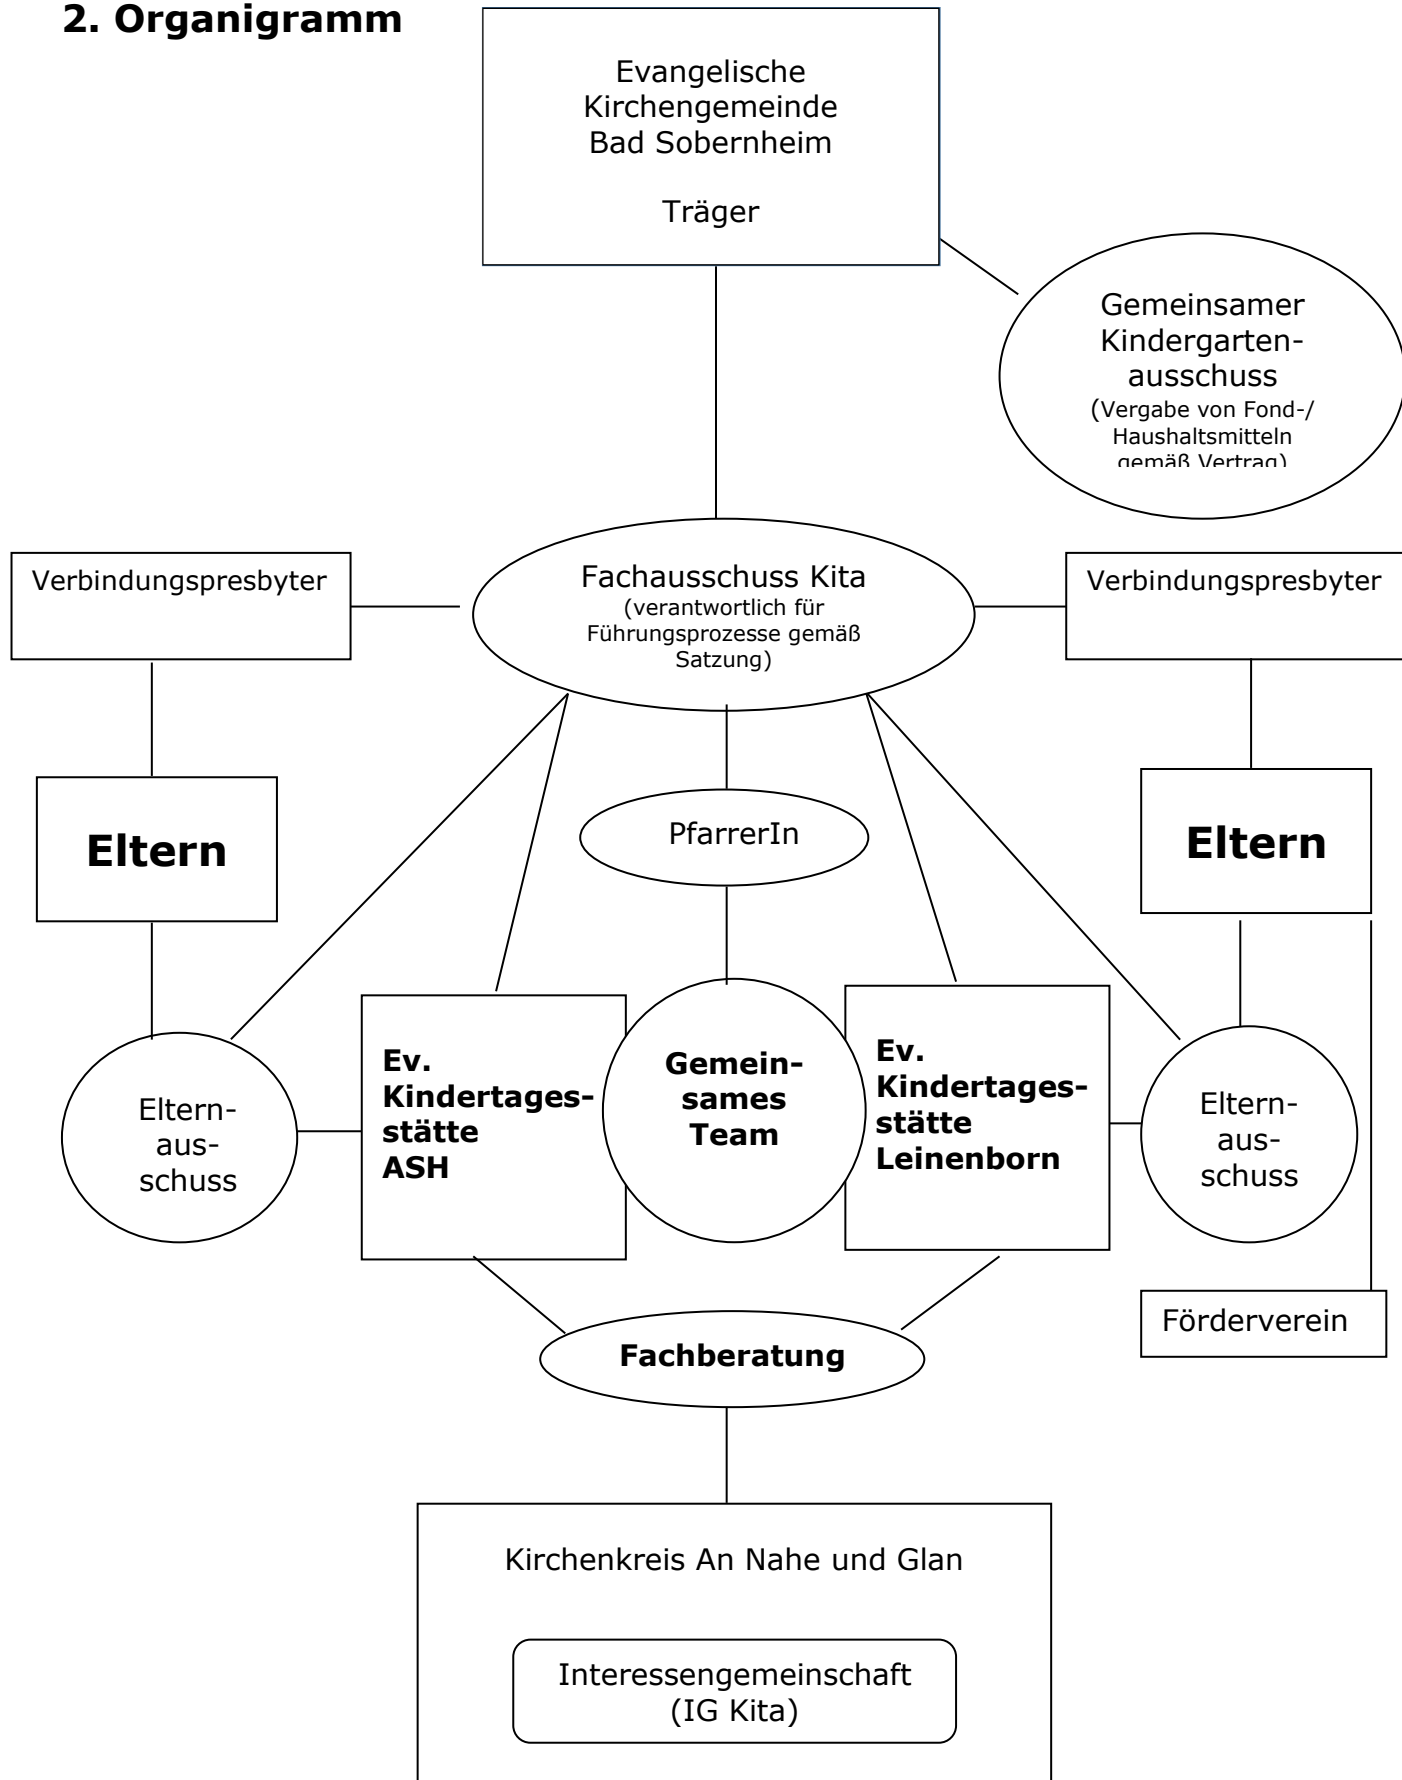 2. Organigramm
Evangelische
Kirchengemeinde
Bad Sobernheim
Träger
Gemeinsamer
Kindergarten-
ausschuss
(Vergabe von Fond-/
Haushaltsmitteln
gemäß Vertrag)
Verbindungspresbyter
Fachausschuss Kita
(verantwortlich für
Führungsprozesse gemäß
Satzung)
Verbindungspresbyter
Eltern
PfarrerIn
Eltern
Eltern-
aus-
schuss
Ev.
Kindertages-
stätte
ASH
Gemein-
sames
Team
Ev.
Kindertages-
stätte
Leinenborn
Eltern-
aus-
schuss
Förderverein
Fachberatung
Kirchenkreis An Nahe und Glan
Interessengemeinschaft
(IG Kita)